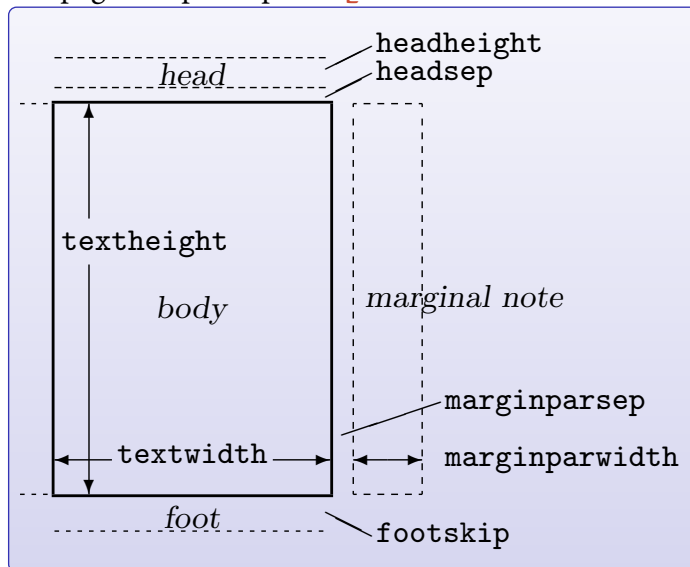 headheight
head
headsep
textheight
body
marginal note
marginparsep
textwidth
marginparwidth
foot
footskip